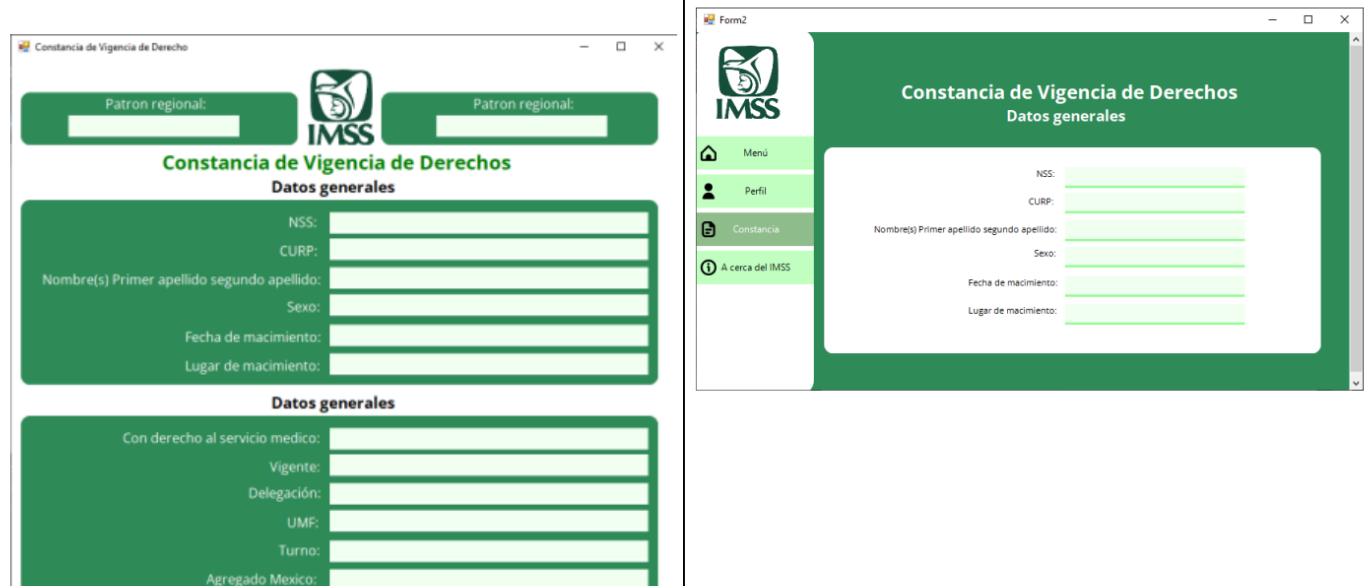 Constancia de Vigencia de Derecho
Patron regional:
IMSS
Patron regional:
Constancia de Vigencia de Derechos
Datos generales
NSS:
CURP:
Nombre(s) Primer apellido segundo apellido:
Sexo:
Fecha de macimiento:
Lugar de macimiento:
Datos generales
Con derecho al servicio medico:
Vigente:
Delegación:
UMF:
Turno:
Agregado Mexico:
Form2
IMSS
Menú
Perfil
Constancia
A cerca del IMSS
Constancia de Vigencia de Derechos
Datos generales
NSS:
CURP:
Nombre(s) Primer apellido segundo apellido:
Sexo:
Fecha de macimiento:
Lugar de macimiento: